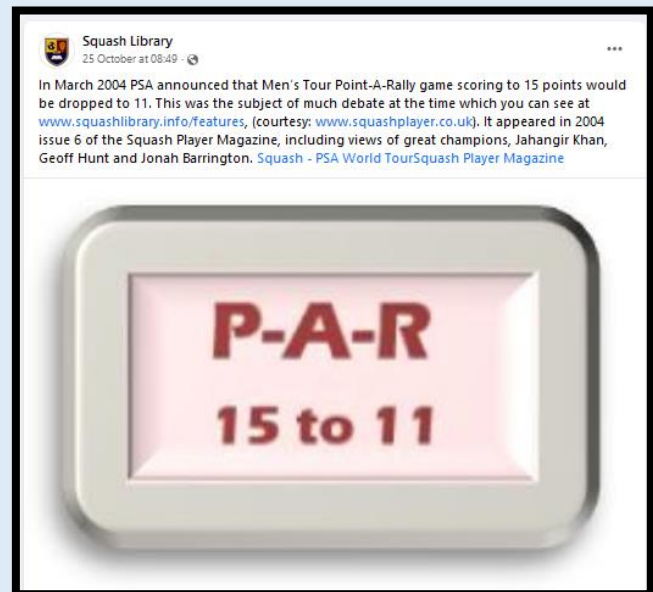 Squash Library
25 October at 08:49 ·
In March 2004 PSA announced that Men's Tour Point-A-Rally game scoring to 15 points would
be dropped to 11. This was the subject of much debate at the time which you can see at
www.squashlibrary.info/features, (courtesy: www.squashplayer.co.uk). It appeared in 2004
issue 6 of the Squash Player Magazine, including views of great champions, Jahangir Khan,
Geoff Hunt and Jonah Barrington. Squash - PSA World TourSquash Player Magazine
P-A-R
15 to 11